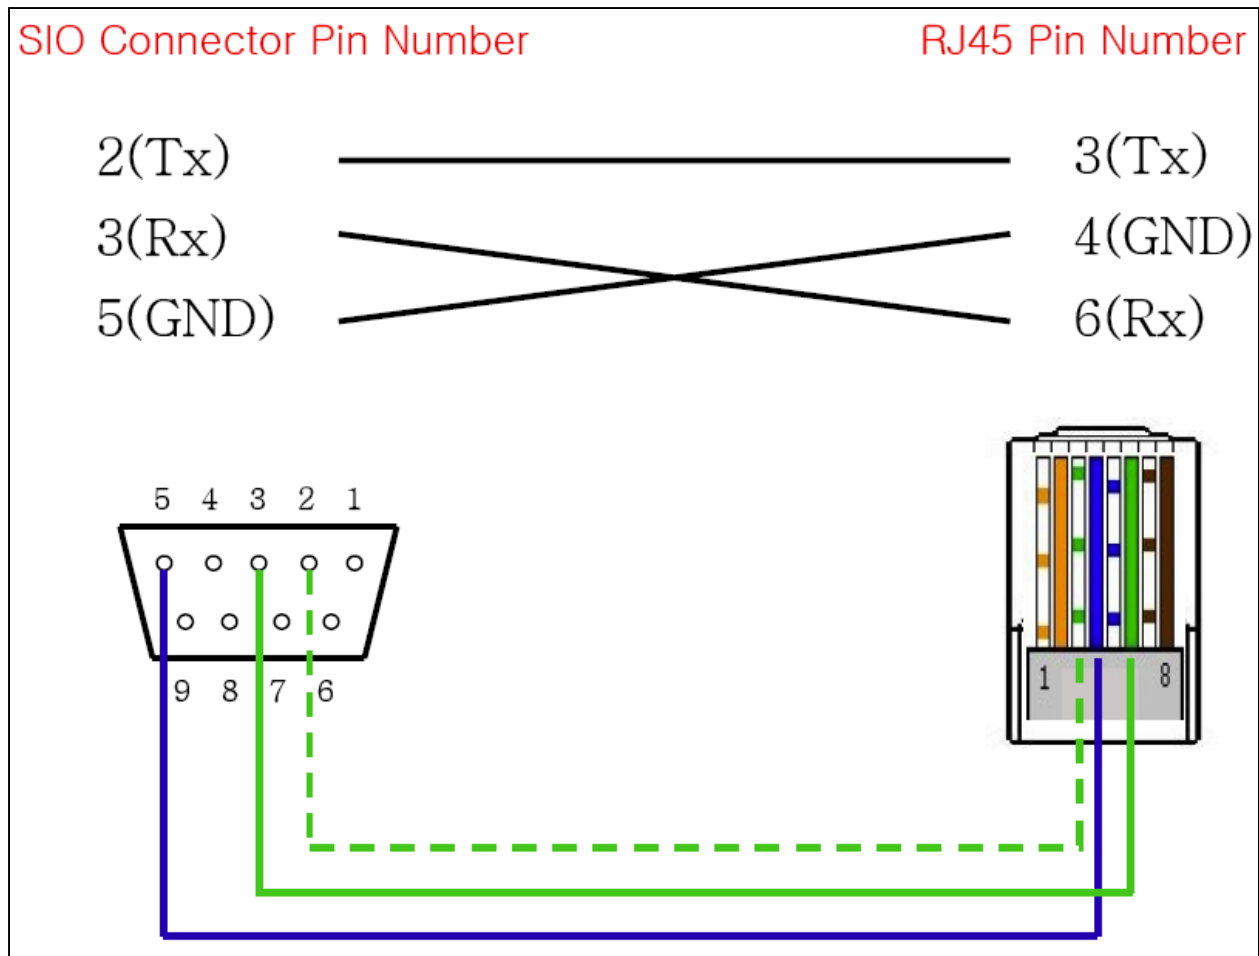 SIO Connector Pin Number RJ45 Pin Number
2(Tx) 3(Tx)
3(Rx) 4(GND)
5(GND) 6(Rx)
5 4 3 2 1
9 8 7 6
1 8